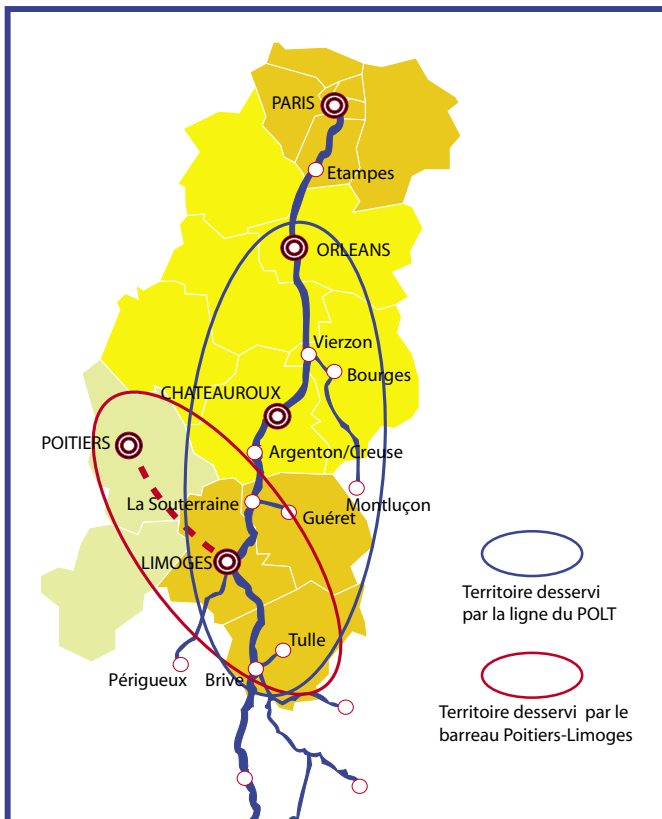 PARIS
Etampes
ORLEANS
Vierzon
Bourges
CHATEAUROUX
POITIERS
Argenton/Creuse
La Souterraine
Montluçon
Guéret
LIMOGES
Tulle
Périgueux
Brive
Territoire desservi
par la ligne du POLT
Territoire desservi par le
barreau Poitiers-Limoges